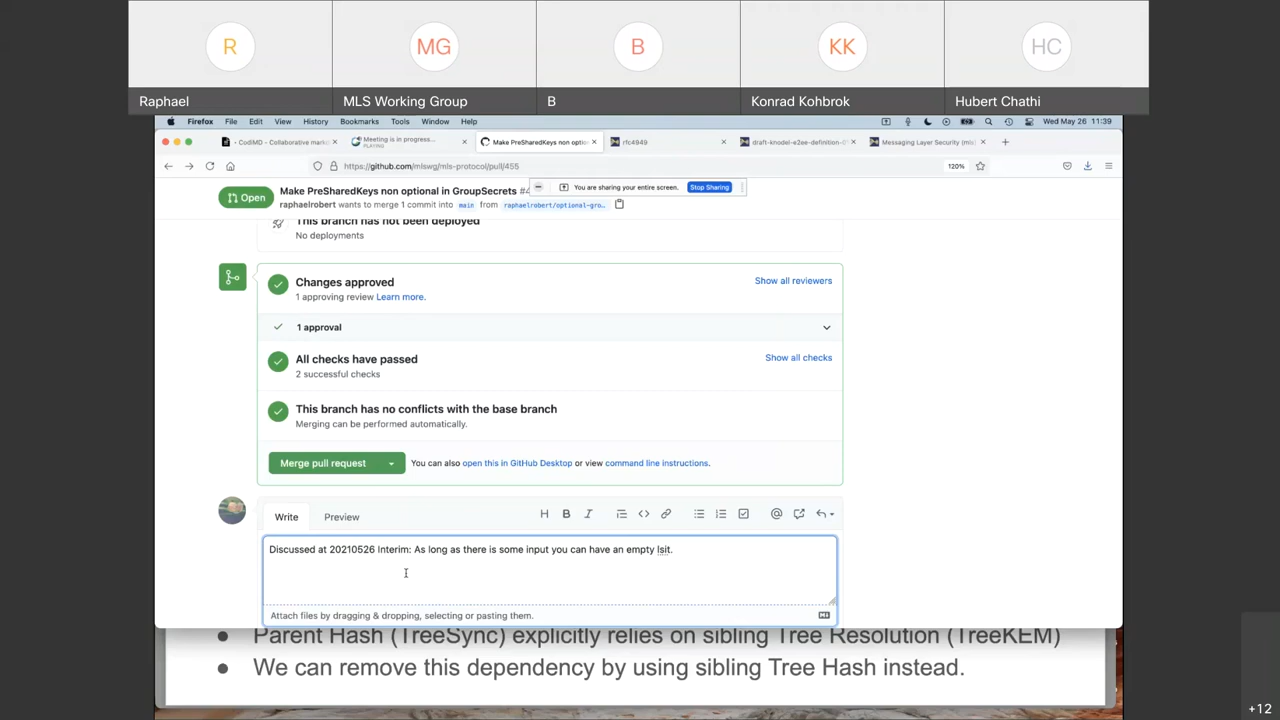 R
MG
B
KK
HC
Raphael
MLS Working Group
B
Konrad Kohbrok
Hubert Chathi
Firefox File Edit View History Bookmarks Tools Window Help
Wed May 26 11:39
CodiMD - Collaborative mark
Meeting is in progress...
PLAYING
Make PreSharedKeys non optio
rfc4949
draft-knodel-e2ee-definition-0
Messaging Layer Security (mls
https://github.com/mlswg/mls-protocol/pull/455
120%
You are sharing your entire screen.
Stop Sharing
Open
Make PreSharedKeys non optional in GroupSecrets #4
raphaelrobert wants to merge 1 commit into main from raphaelrobert/optional-gro...
This branch has not been deployed
No deployments
Changes approved
Show all reviewers
1 approving review Learn more.
1 approval
All checks have passed
Show all checks
2 successful checks
This branch has no conflicts with the base branch
Merging can be performed automatically.
Merge pull request
You can also open this in GitHub Desktop or view command line instructions.
Write
Preview
Discussed at 20210526 Interim: As long as there is some input you can have an empty lsit.
Attach files by dragging & dropping, selecting or pasting them.
• Parent Hash (TreeSync) explicitly relies on sibling Tree Resolution (TreeKEM)
• We can remove this dependency by using sibling Tree Hash instead.
+12